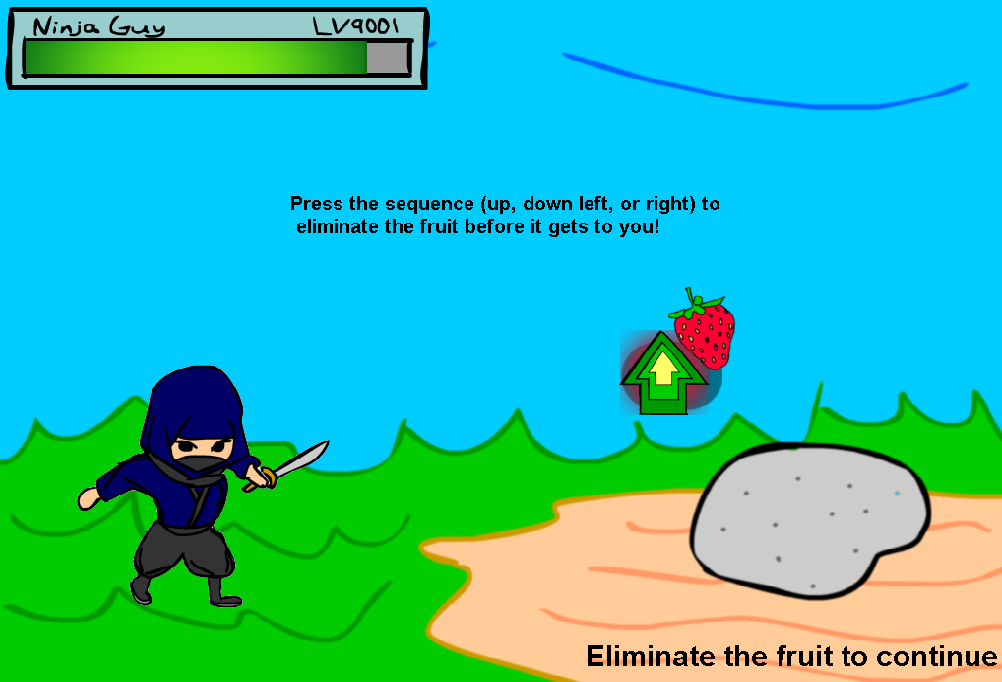 Ninja Guy LV9001
Press the sequence (up, down left, or right) to
eliminate the fruit before it gets to you!
Eliminate the fruit to continue